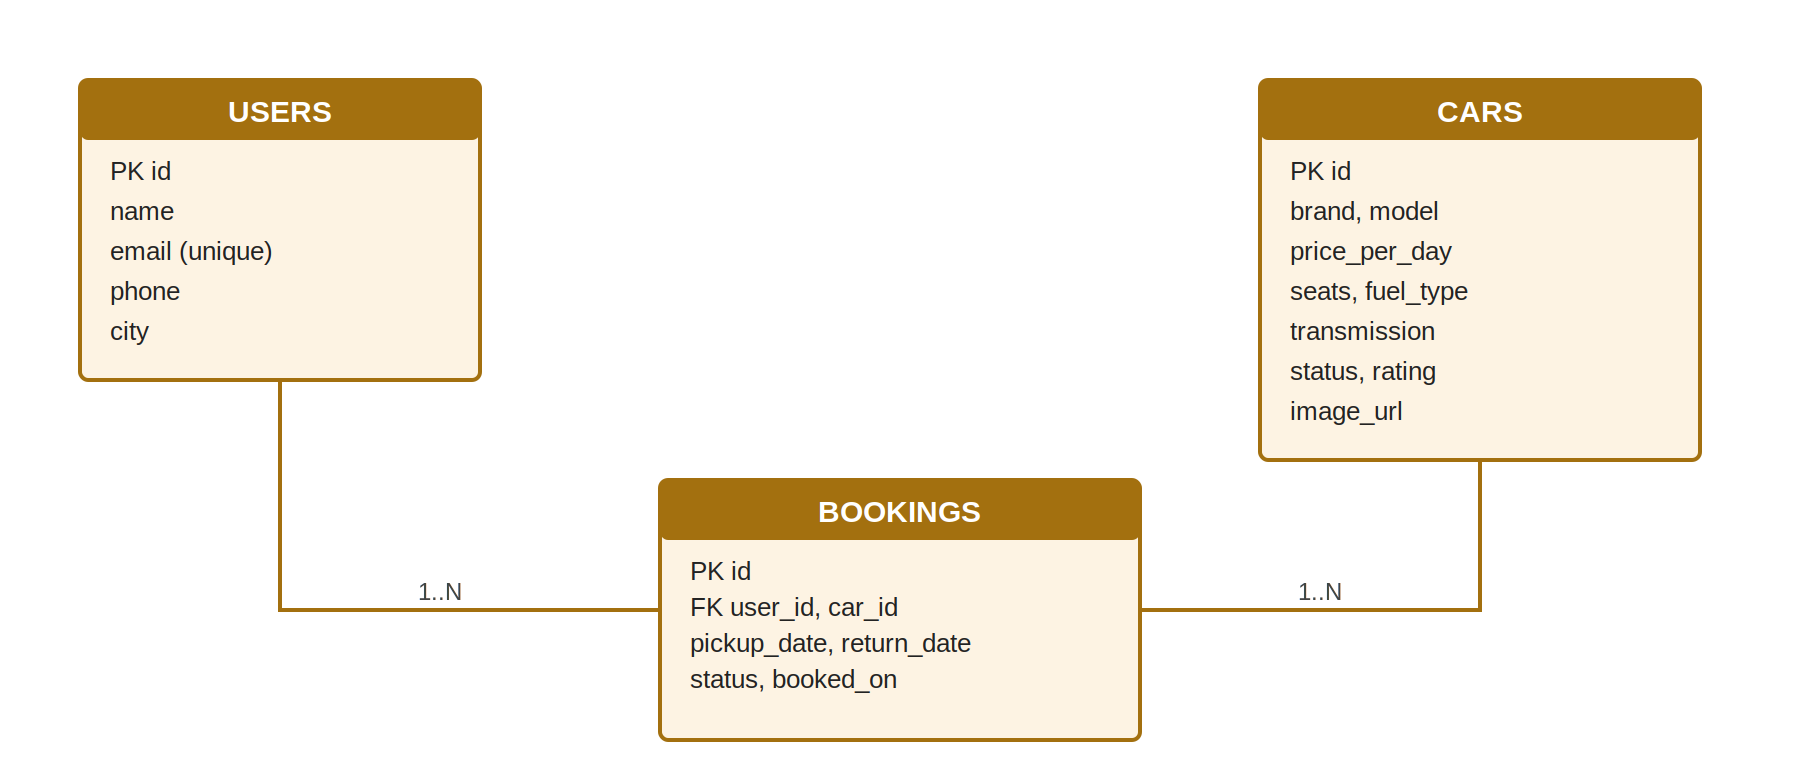 USERS
PK id
name
email (unique)
phone
city
CARS
PK id
brand, model
price_per_day
seats, fuel_type
transmission
status, rating
image_url
BOOKINGS
PK id
FK user_id, car_id
pickup_date, return_date
status, booked_on
1..N
1..N